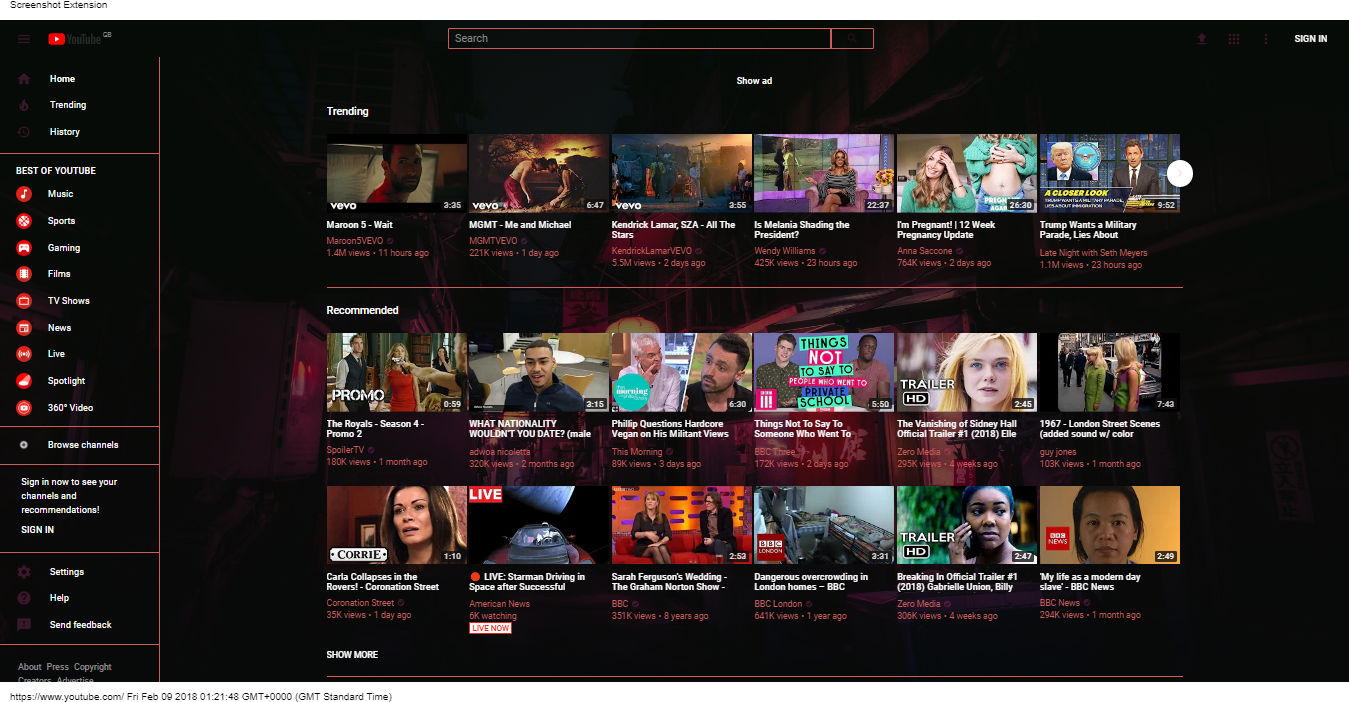 Screenshot Extension
YouTube GB
Search
SIGN IN
Home
Trending
History
BEST OF YOUTUBE
Music
Sports
Gaming
Films
TV Shows
News
Live
Spotlight
360° Video
Browse channels
Sign in now to see your
channels and
recommendations!
SIGN IN
Settings
Help
Send feedback
About Press Copyright
Creators Advertise
Show ad
Trending
vevo 3:35
Maroon 5 - Wait
Maroon5VEVO
1.4M views • 11 hours ago
vevo 6:47
MGMT - Me and Michael
MGMTVEVO
221K views • 1 day ago
vevo 3:55
Kendrick Lamar, SZA - All The
Stars
KendrickLamarVEVO
5.5M views • 2 days ago
22:37
Is Melania Shading the
President?
Wendy Williams
425K views • 23 hours ago
26:30
I'm Pregnant! | 12 Week
Pregnancy Update
Anna Saccone
764K views • 2 days ago
A CLOSER LOOK
TRUMP WANTS A MILITARY PARADE,
LIES ABOUT IMMIGRATION
9:52
Trump Wants a Military
Parade, Lies About
Late Night with Seth Meyers
1.1M views • 23 hours ago
Recommended
PROMO 0:59
The Royals - Season 4 -
Promo 2
SpoilerTV
180K views • 1 month ago
3:15
WHAT NATIONALITY
WOULDN'T YOU DATE? (male
adwoa nicoletta
320K views • 2 months ago
this
morning
6:30
Phillip Questions Hardcore
Vegan on His Militant Views
This Morning
89K views • 3 days ago
THINGS
NOT
TO SAY TO
PEOPLE WHO WENT TO
PRIVATE
SCHOOL
BBC
5:50
Things Not To Say To
Someone Who Went To
BBC Three
172K views • 2 days ago
TRAILER
HD 2:45
The Vanishing of Sidney Hall
Official Trailer #1 (2018) Elle
Zero Media
295K views • 4 weeks ago
7:43
1967 - London Street Scenes
(added sound w/ color
guy jones
103K views • 1 month ago
CORRIE 1:10
Carla Collapses in the
Rovers! - Coronation Street
Coronation Street
35K views • 1 day ago
LIVE
LIVE: Starman Driving in
Space after Successful
American News
6K watching
LIVE NOW
2:53
Sarah Ferguson's Wedding -
The Graham Norton Show -
BBC
351K views • 8 years ago
BBC
LONDON
3:31
Dangerous overcrowding in
London homes – BBC
BBC London
641K views • 1 year ago
TRAILER
HD 2:47
Breaking In Official Trailer #1
(2018) Gabrielle Union, Billy
Zero Media
306K views • 4 weeks ago
BBC
NEWS
2:49
'My life as a modern day
slave' - BBC News
BBC News
294K views • 1 month ago
SHOW MORE
https://www.youtube.com/ Fri Feb 09 2018 01:21:48 GMT+0000 (GMT Standard Time)